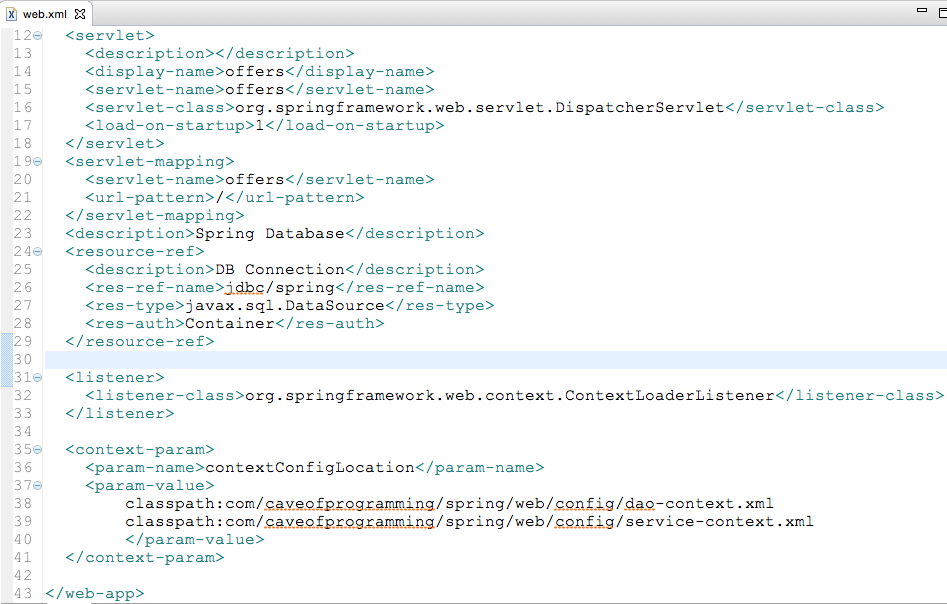 web.xml
12 <servlet>
13 <description></description>
14 <display-name>offers</display-name>
15 <servlet-name>offers</servlet-name>
16 <servlet-class>org.springframework.web.servlet.DispatcherServlet</servlet-class>
17 <load-on-startup>1</load-on-startup>
18 </servlet>
19 <servlet-mapping>
20 <servlet-name>offers</servlet-name>
21 <url-pattern>/</url-pattern>
22 </servlet-mapping>
23 <description>Spring Database</description>
24 <resource-ref>
25 <description>DB Connection</description>
26 <res-ref-name>jdbc/spring</res-ref-name>
27 <res-type>javax.sql.DataSource</res-type>
28 <res-auth>Container</res-auth>
29 </resource-ref>
30
31 <listener>
32 <listener-class>org.springframework.web.context.ContextLoaderListener</listener-class>
33 </listener>
34
35 <context-param>
36 <param-name>contextConfigLocation</param-name>
37 <param-value>
38 classpath:com/caveofprogramming/spring/web/config/dao-context.xml
39 classpath:com/caveofprogramming/spring/web/config/service-context.xml
40 </param-value>
41 </context-param>
42
43 </web-app>